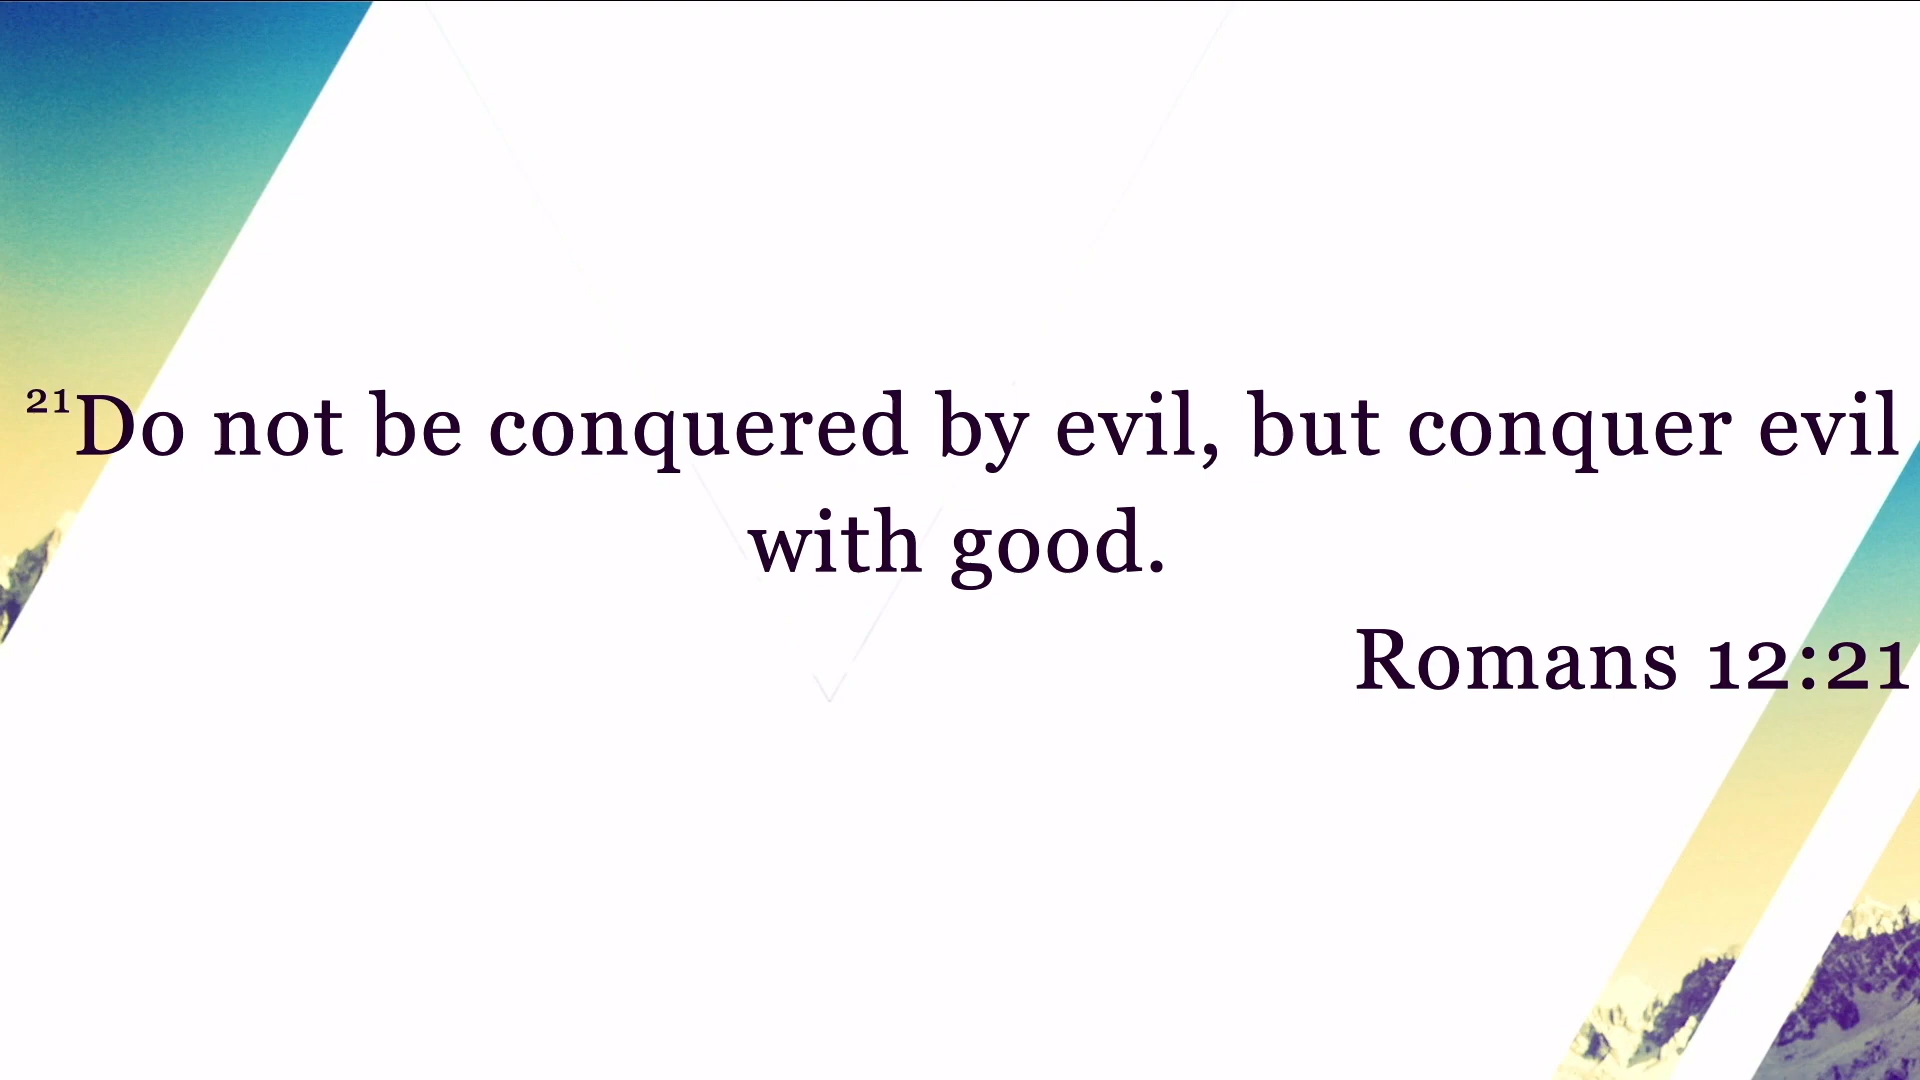 ²¹Do not be conquered by evil, but conquer evil
with good.
Romans 12:21